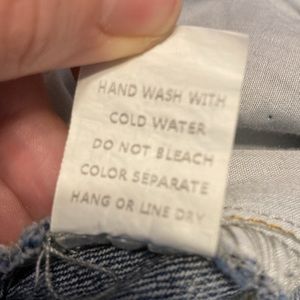 HAND WASH WITH
COLD WATER
DO NOT BLEACH
COLOR SEPARATE
HANG OR LINE DRY